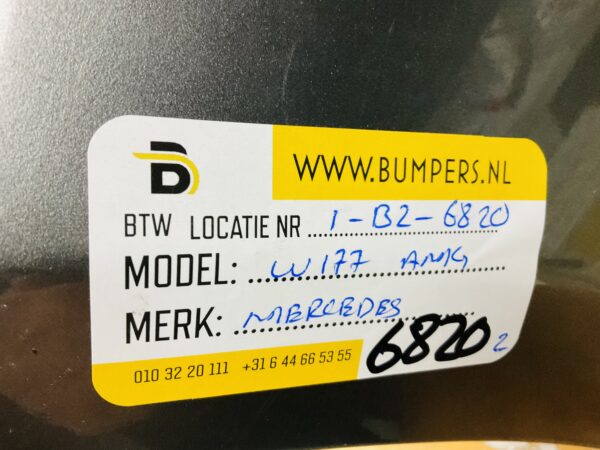 B
WWW.BUMPERS.NL
BTW LOCATIE NR 1-B2-6820
MODEL: W177 AMG
MERK: MERCEDES
010 32 20 111 +31 6 44 66 53 55 6820 2